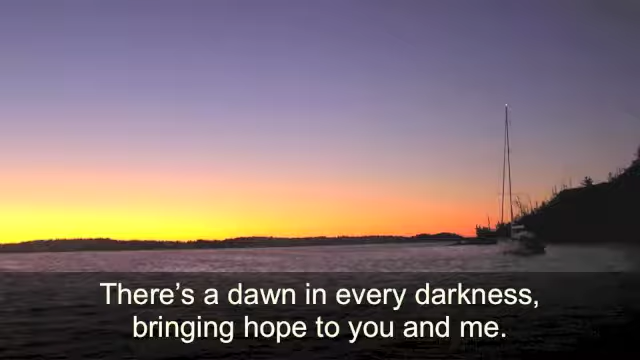 There’s a dawn in every darkness,
bringing hope to you and me.